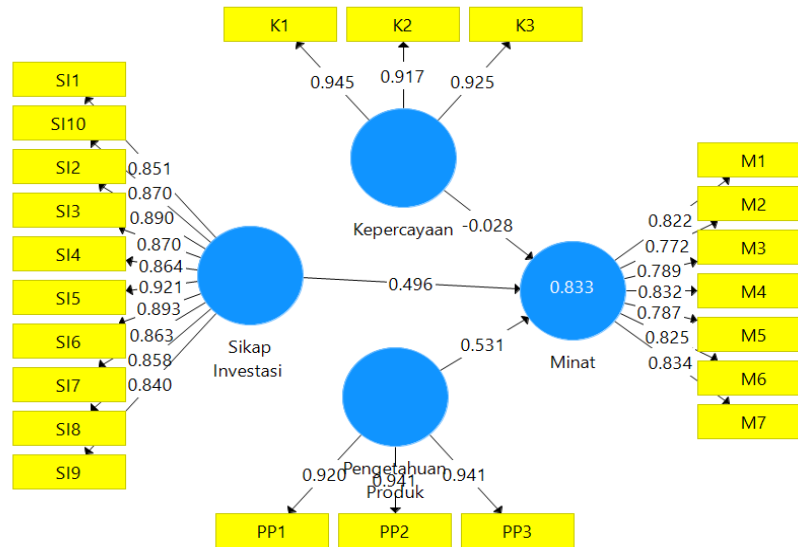 K1
K2
K3
0.945
0.917
0.925
Kepercayaan
-0.028
SI1
SI10
SI2
SI3
SI4
SI5
SI6
SI7
SI8
SI9
0.851
0.870
0.890
0.870
0.864
0.921
0.893
0.863
0.858
0.840
Sikap
Investasi
0.496
0.833
Minat
0.531
M1
M2
M3
M4
M5
M6
M7
0.822
0.772
0.789
0.832
0.787
0.825
0.834
Pengetahuan
Produk
0.920
0.941
0.941
PP1
PP2
PP3